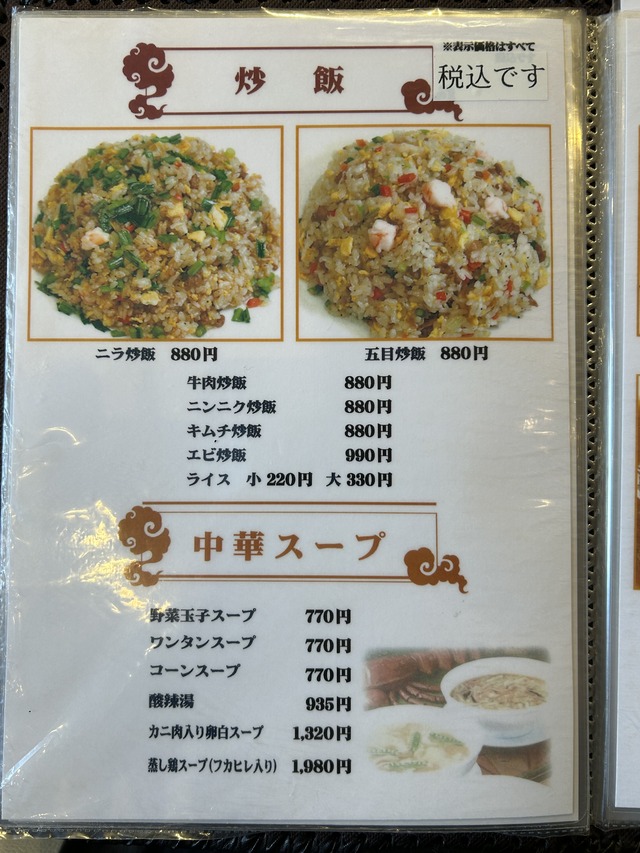 ※表示価格はすべて
税込です
炒飯
ニラ炒飯 880円
五目炒飯 880円
牛肉炒飯 880円
ニンニク炒飯 880円
キムチ炒飯 880円
エビ炒飯 990円
ライス 小 220円 大 330円
中華スープ
野菜玉子スープ 770円
ワンタンスープ 770円
コーンスープ 770円
酸辣湯 935円
カニ肉入り卵白スープ 1,320円
蒸し鶏スープ(フカヒレ入り) 1,980円